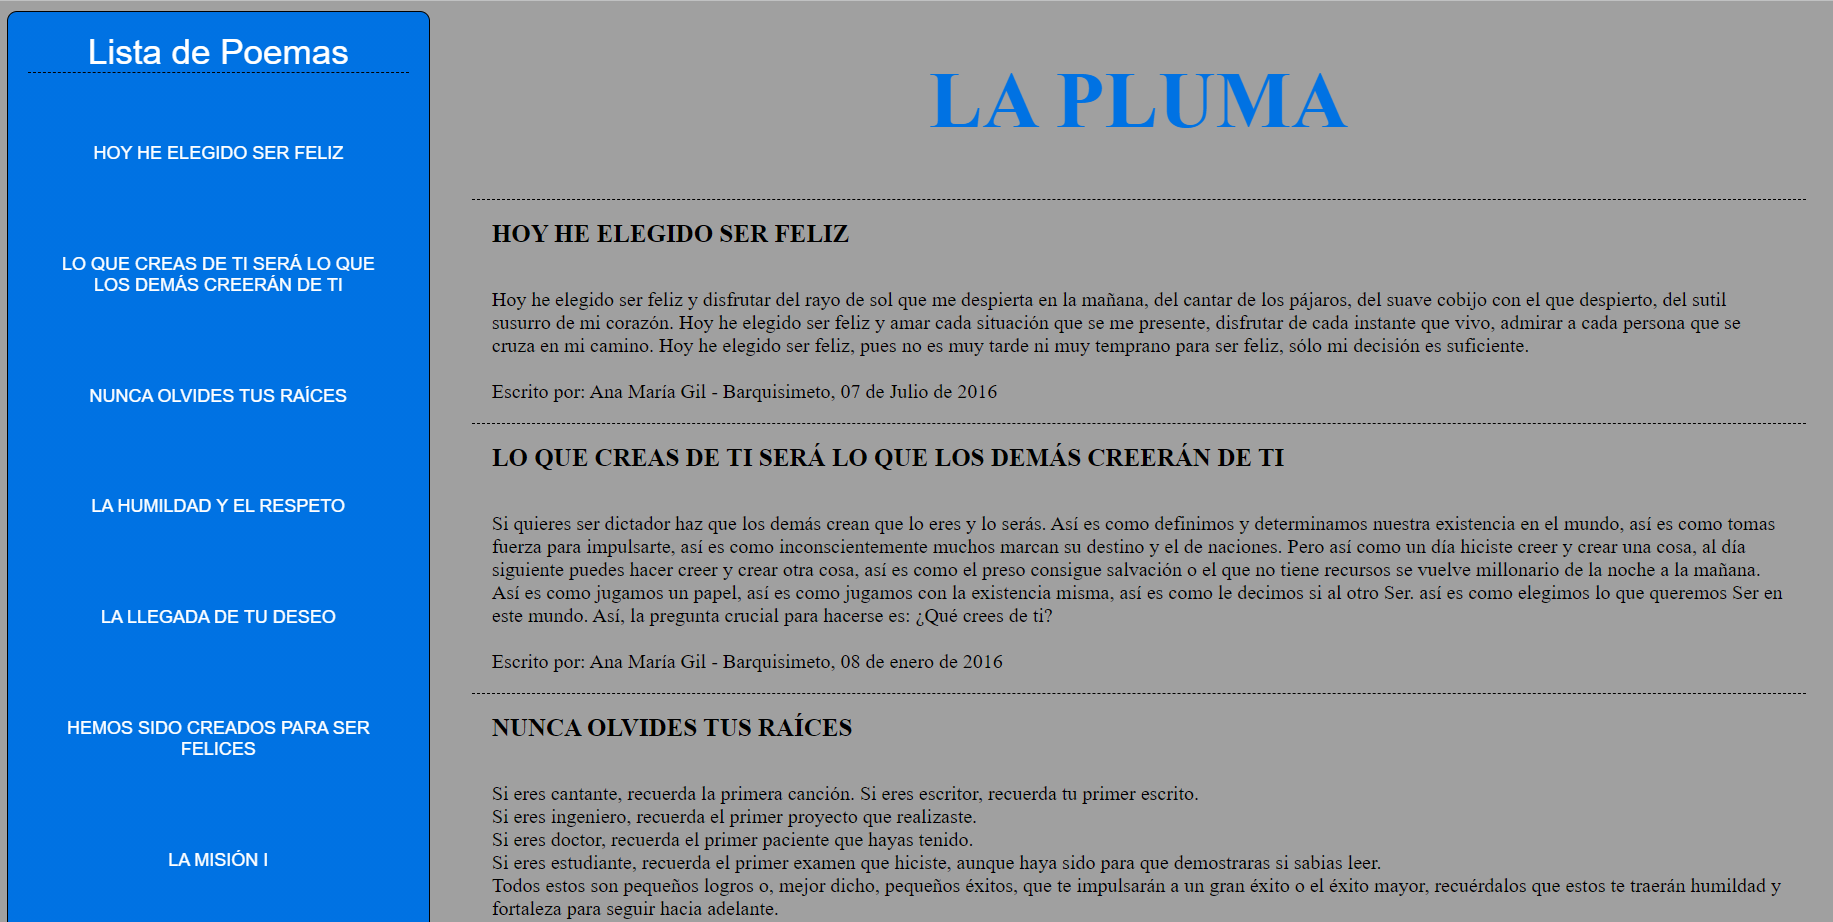 Lista de Poemas
HOY HE ELEGIDO SER FELIZ
LO QUE CREAS DE TI SERÁ LO QUE
LOS DEMÁS CREERÁN DE TI
NUNCA OLVIDES TUS RAÍCES
LA HUMILDAD Y EL RESPETO
LA LLEGADA DE TU DESEO
HEMOS SIDO CREADOS PARA SER
FELICES
LA MISIÓN I
LA PLUMA
HOY HE ELEGIDO SER FELIZ
Hoy he elegido ser feliz y disfrutar del rayo de sol que me despierta en la mañana, del cantar de los pájaros, del suave cobijo con el que despierto, del sutil
susurro de mi corazón. Hoy he elegido ser feliz y amar cada situación que se me presente, disfrutar de cada instante que vivo, admirar a cada persona que se
cruza en mi camino. Hoy he elegido ser feliz, pues no es muy tarde ni muy temprano para ser feliz, sólo mi decisión es suficiente.
Escrito por: Ana María Gil - Barquisimeto, 07 de Julio de 2016
LO QUE CREAS DE TI SERÁ LO QUE LOS DEMÁS CREERÁN DE TI
Si quieres ser dictador haz que los demás crean que lo eres y lo serás. Así es como definimos y determinamos nuestra existencia en el mundo, así es como tomas
fuerza para impulsarte, así es como inconscientemente muchos marcan su destino y el de naciones. Pero así como un día hiciste creer y crear una cosa, al día
siguiente puedes hacer creer y crear otra cosa, así es como el preso consigue salvación o el que no tiene recursos se vuelve millonario de la noche a la mañana.
Así es como jugamos un papel, así es como jugamos con la existencia misma, así es como le decimos si al otro Ser. así es como elegimos lo que queremos Ser en
este mundo. Así, la pregunta crucial para hacerse es: ¿Qué crees de ti?
Escrito por: Ana María Gil - Barquisimeto, 08 de enero de 2016
NUNCA OLVIDES TUS RAÍCES
Si eres cantante, recuerda la primera canción. Si eres escritor, recuerda tu primer escrito.
Si eres ingeniero, recuerda el primer proyecto que realizaste.
Si eres doctor, recuerda el primer paciente que hayas tenido.
Si eres estudiante, recuerda el primer examen que hiciste, aunque haya sido para que demostraras si sabias leer.
Todos estos son pequeños logros o, mejor dicho, pequeños éxitos, que te impulsarán a un gran éxito o el éxito mayor, recuérdalos que estos te traerán humildad y
fortaleza para seguir hacia adelante.